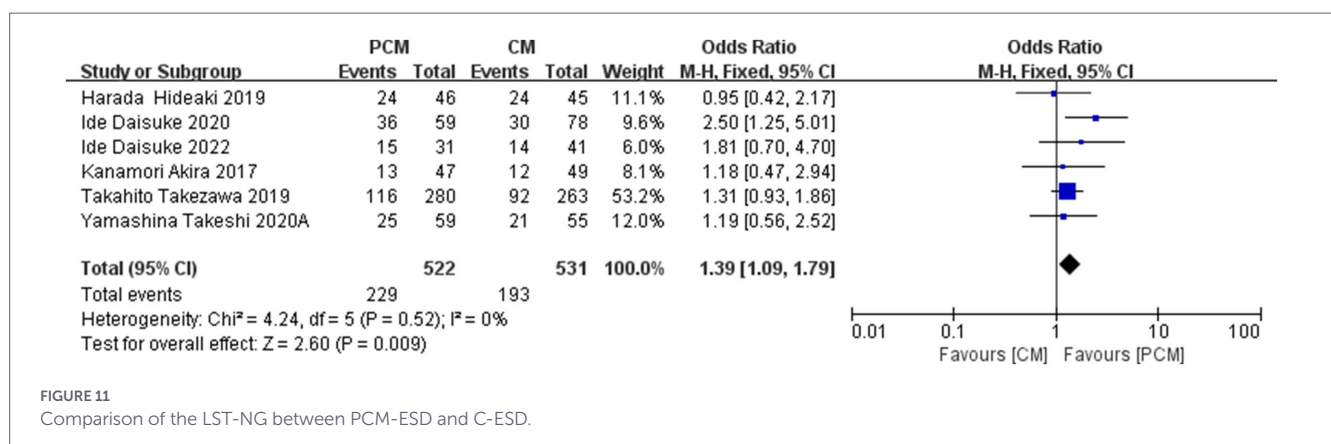 PCM CM Odds Ratio Odds Ratio
Study or Subgroup Events Total Events Total Weight M-H, Fixed, 95% CI M-H, Fixed, 95% CI
Harada Hideaki 2019 24 46 24 45 11.1% 0.95 [0.42, 2.17]
Ide Daisuke 2020 36 59 30 78 9.6% 2.50 [1.25, 5.01]
Ide Daisuke 2022 15 31 14 41 6.0% 1.81 [0.70, 4.70]
Kanamori Akira 2017 13 47 12 49 8.1% 1.18 [0.47, 2.94]
Takahito Takezawa 2019 116 280 92 263 53.2% 1.31 [0.93, 1.86]
Yamashina Takeshi 2020A 25 59 21 55 12.0% 1.19 [0.56, 2.52]
Total (95% CI) 522 531 100.0% 1.39 [1.09, 1.79]
Total events 229 193
Heterogeneity: Chi² = 4.24, df = 5 (P = 0.52); I² = 0%
Test for overall effect: Z = 2.60 (P = 0.009)
0.01 0.1 1 10 100
Favours [CM] Favours [PCM]
FIGURE 11
Comparison of the LST-NG between PCM-ESD and C-ESD.